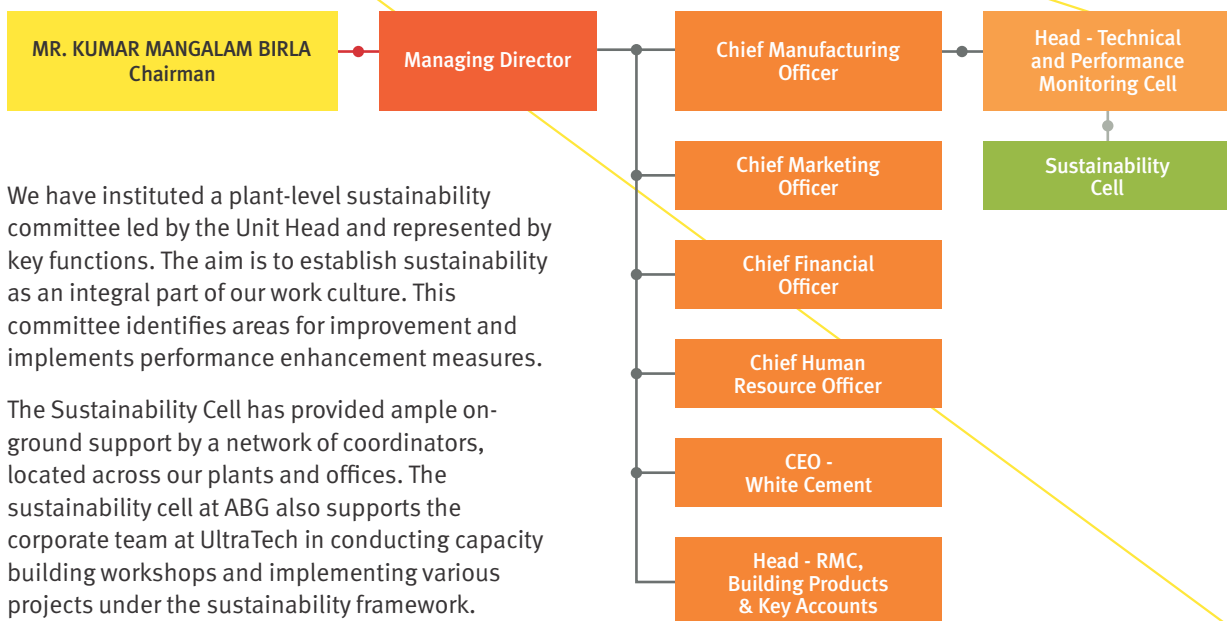 MR. KUMAR MANGALAM BIRLA
Chairman
Managing Director
Chief Manufacturing
Officer
Head - Technical
and Performance
Monitoring Cell
Sustainability
Cell
Chief Marketing
Officer
Chief Financial
Officer
Chief Human
Resource Officer
CEO -
White Cement
Head - RMC,
Building Products
& Key Accounts
We have instituted a plant-level sustainability
committee led by the Unit Head and represented by
key functions. The aim is to establish sustainability
as an integral part of our work culture. This
committee identifies areas for improvement and
implements performance enhancement measures.
The Sustainability Cell has provided ample on-
ground support by a network of coordinators,
located across our plants and offices. The
sustainability cell at ABG also supports the
corporate team at UltraTech in conducting capacity
building workshops and implementing various
projects under the sustainability framework.